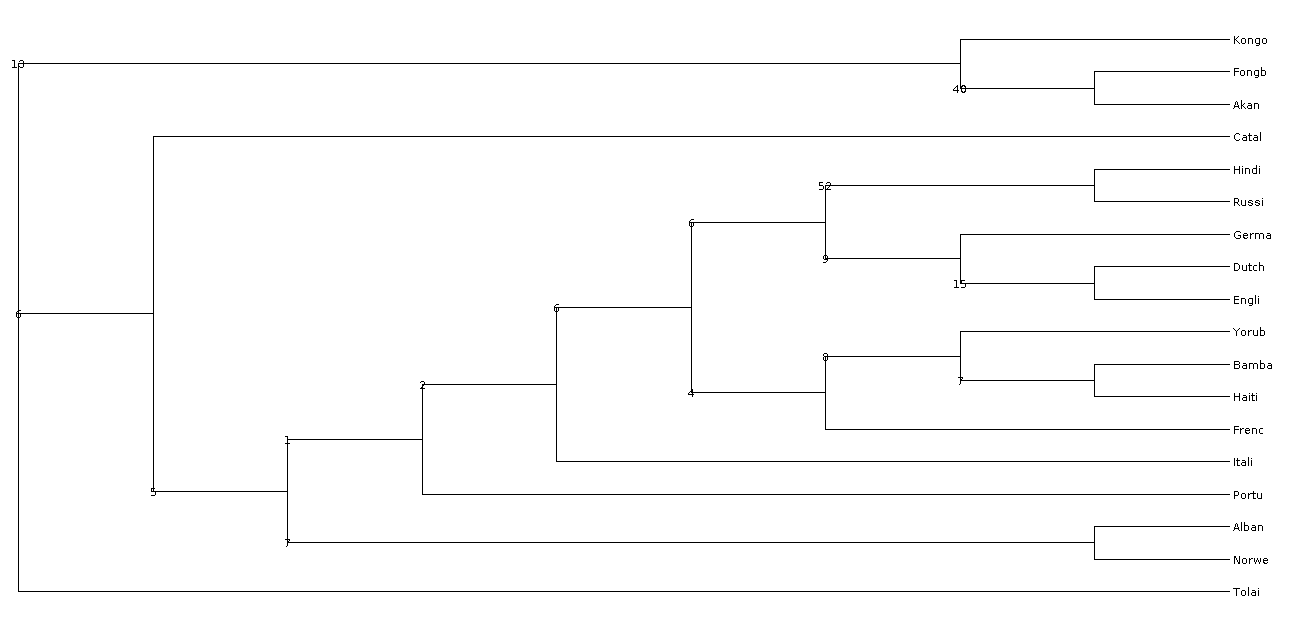 Kongo
10
Fongb
40
Akan
Catal
Hindi
52
Russi
6
Germa
9
Dutch
15
Engli
6
6
Yorub
8
Bamba
7
2
4
Haiti
Frenc
1
Itali
5
Portu
Alban
7
Norwe
Tolai